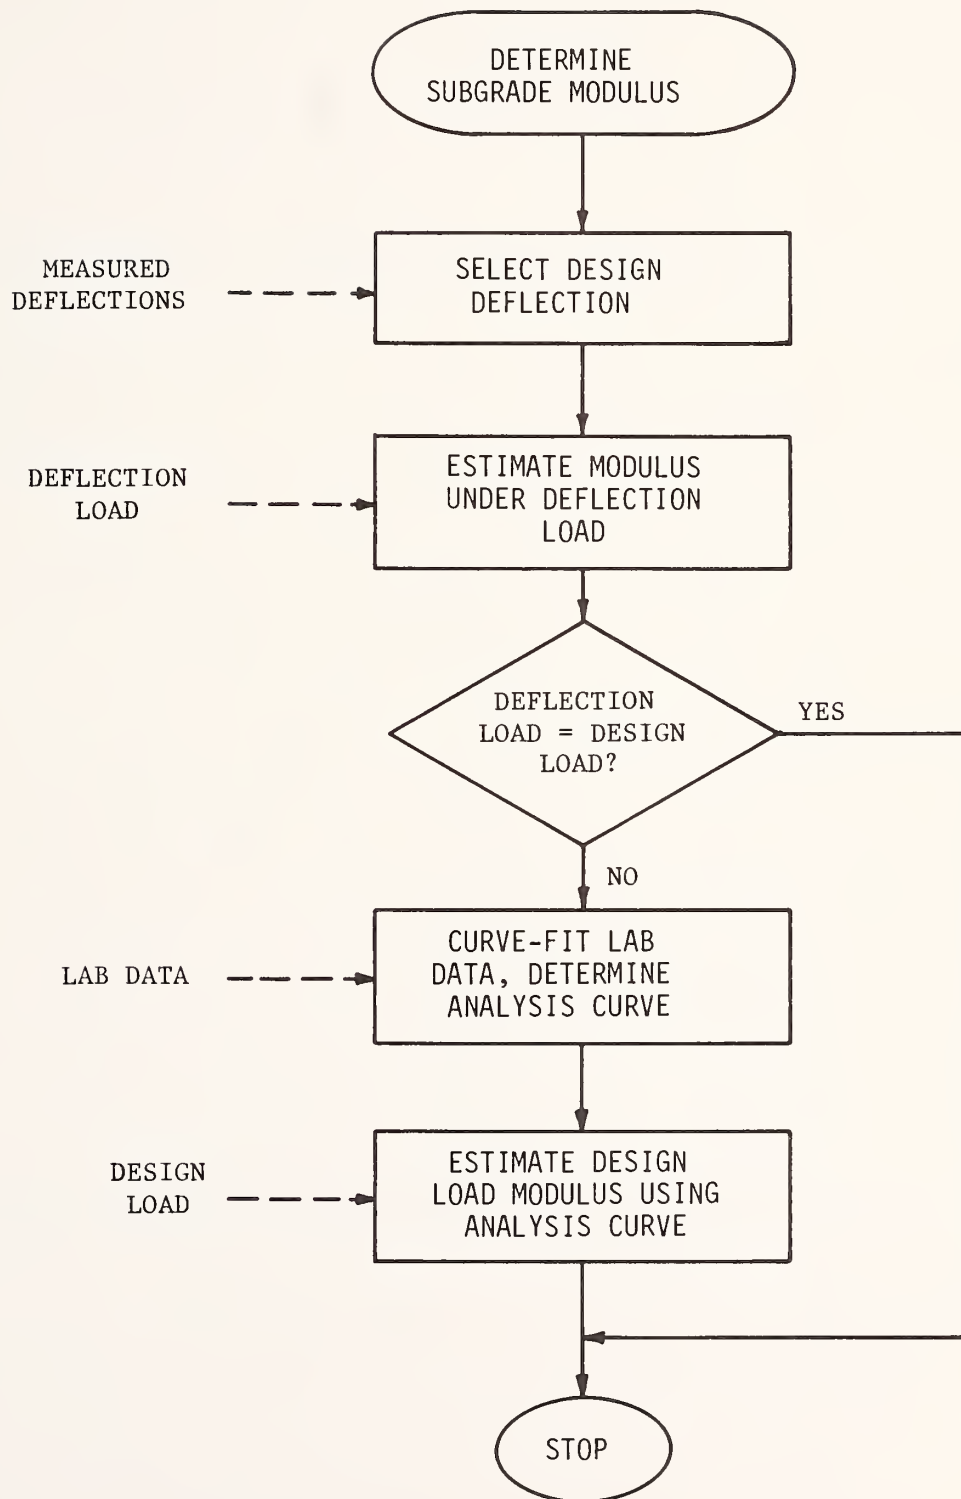 DETERMINE
SUBGRADE MODULUS
MEASURED
DEFLECTIONS
SELECT DESIGN
DEFLECTION
DEFLECTION
LOAD
ESTIMATE MODULUS
UNDER DEFLECTION
LOAD
DEFLECTION
LOAD = DESIGN
LOAD?
YES
NO
LAB DATA
CURVE-FIT LAB
DATA, DETERMINE
ANALYSIS CURVE
DESIGN
LOAD
ESTIMATE DESIGN
LOAD MODULUS USING
ANALYSIS CURVE
STOP